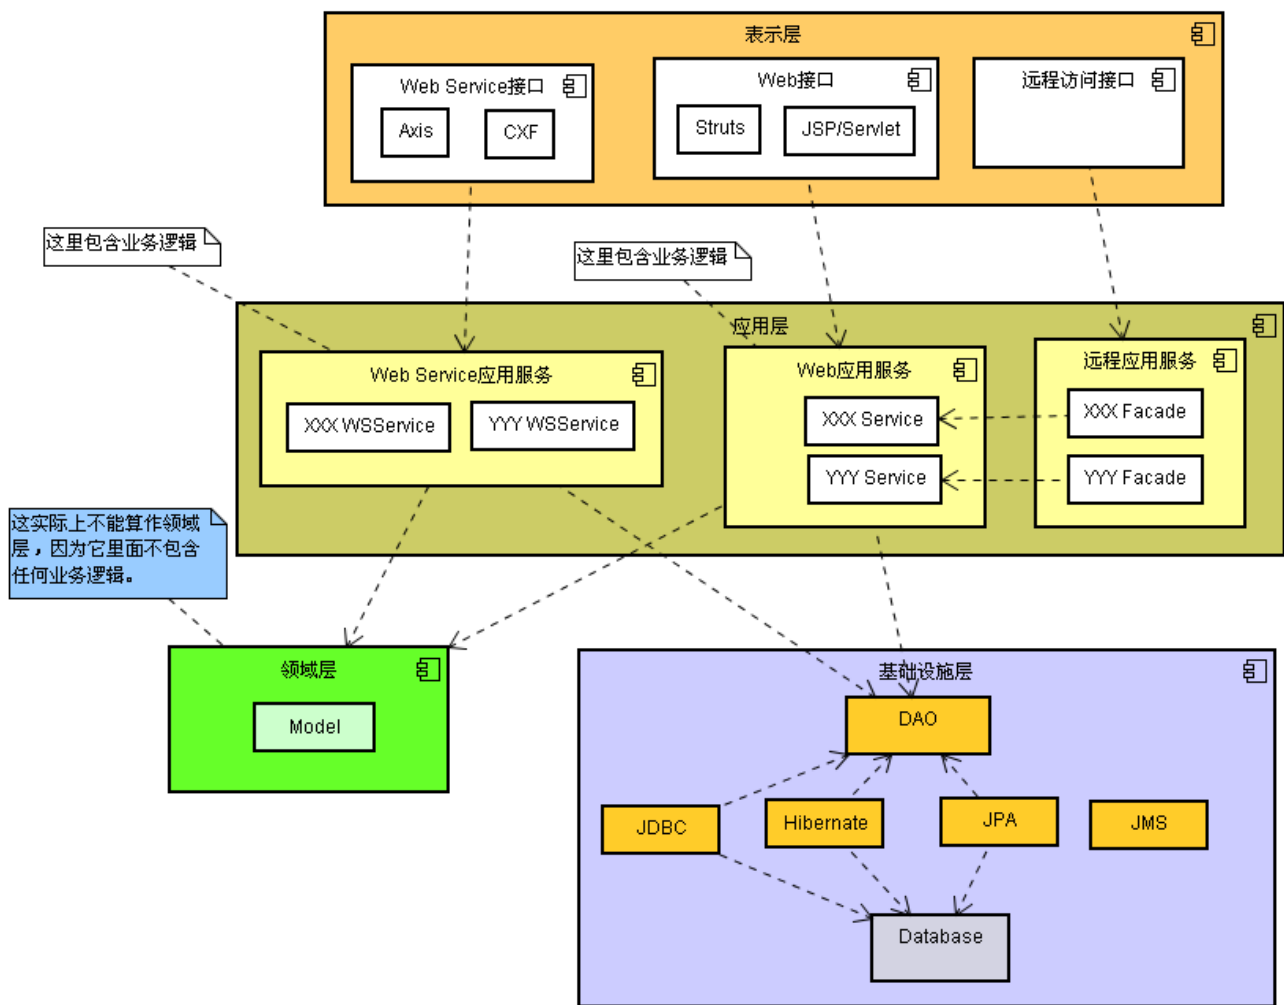 表示层
Web Service接口
Axis
CXF
Web接口
Struts
JSP/Servlet
远程访问接口
这里包含业务逻辑
这里包含业务逻辑
应用层
Web Service应用服务
XXX WSService
YYY WSService
Web应用服务
XXX Service
YYY Service
远程应用服务
XXX Facade
YYY Facade
这实际上不能算作领域
层，因为它里面不包含
任何业务逻辑。
领域层
Model
基础设施层
DAO
JDBC
Hibernate
JPA
JMS
Database